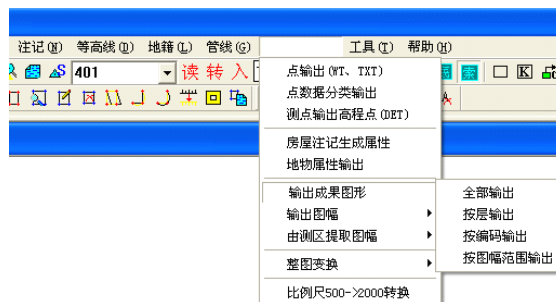 注记(N) 等高线(D) 地籍(L) 管线(G) 工具(T) 帮助(H)
401 读 转 入 K
点输出(WT、TXT)
点数据分类输出
测点输出高程点(DET)
房屋注记生成属性
地物属性输出
输出成果图形 全部输出
输出图幅 按层输出
由测区提取图幅 按编码输出
整图变换 按图幅范围输出
比例尺500->2000转换